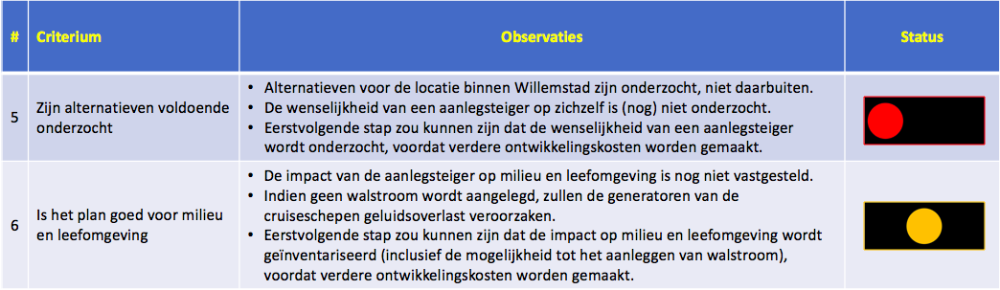 # Criterium Observaties Status
5
Zijn alternatieven voldoende
onderzocht
• Alternatieven voor de locatie binnen Willemstad zijn onderzocht, niet daarbuiten.
• De wenselijkheid van een aanlegsteiger op zichzelf is (nog) niet onderzocht.
• Eerstvolgende stap zou kunnen zijn dat de wenselijkheid van een aanlegsteiger
wordt onderzocht, voordat verdere ontwikkelingskosten worden gemaakt.
6
Is het plan goed voor milieu
en leefomgeving
• De impact van de aanlegsteiger op milieu en leefomgeving is nog niet vastgesteld.
• Indien geen walstroom wordt aangelegd, zullen de generatoren van de
cruiseschepen geluidsoverlast veroorzaken.
• Eerstvolgende stap zou kunnen zijn dat de impact op milieu en leefomgeving wordt
geïnventariseerd (inclusief de mogelijkheid tot het aanleggen van walstroom),
voordat verdere ontwikkelingskosten worden gemaakt.